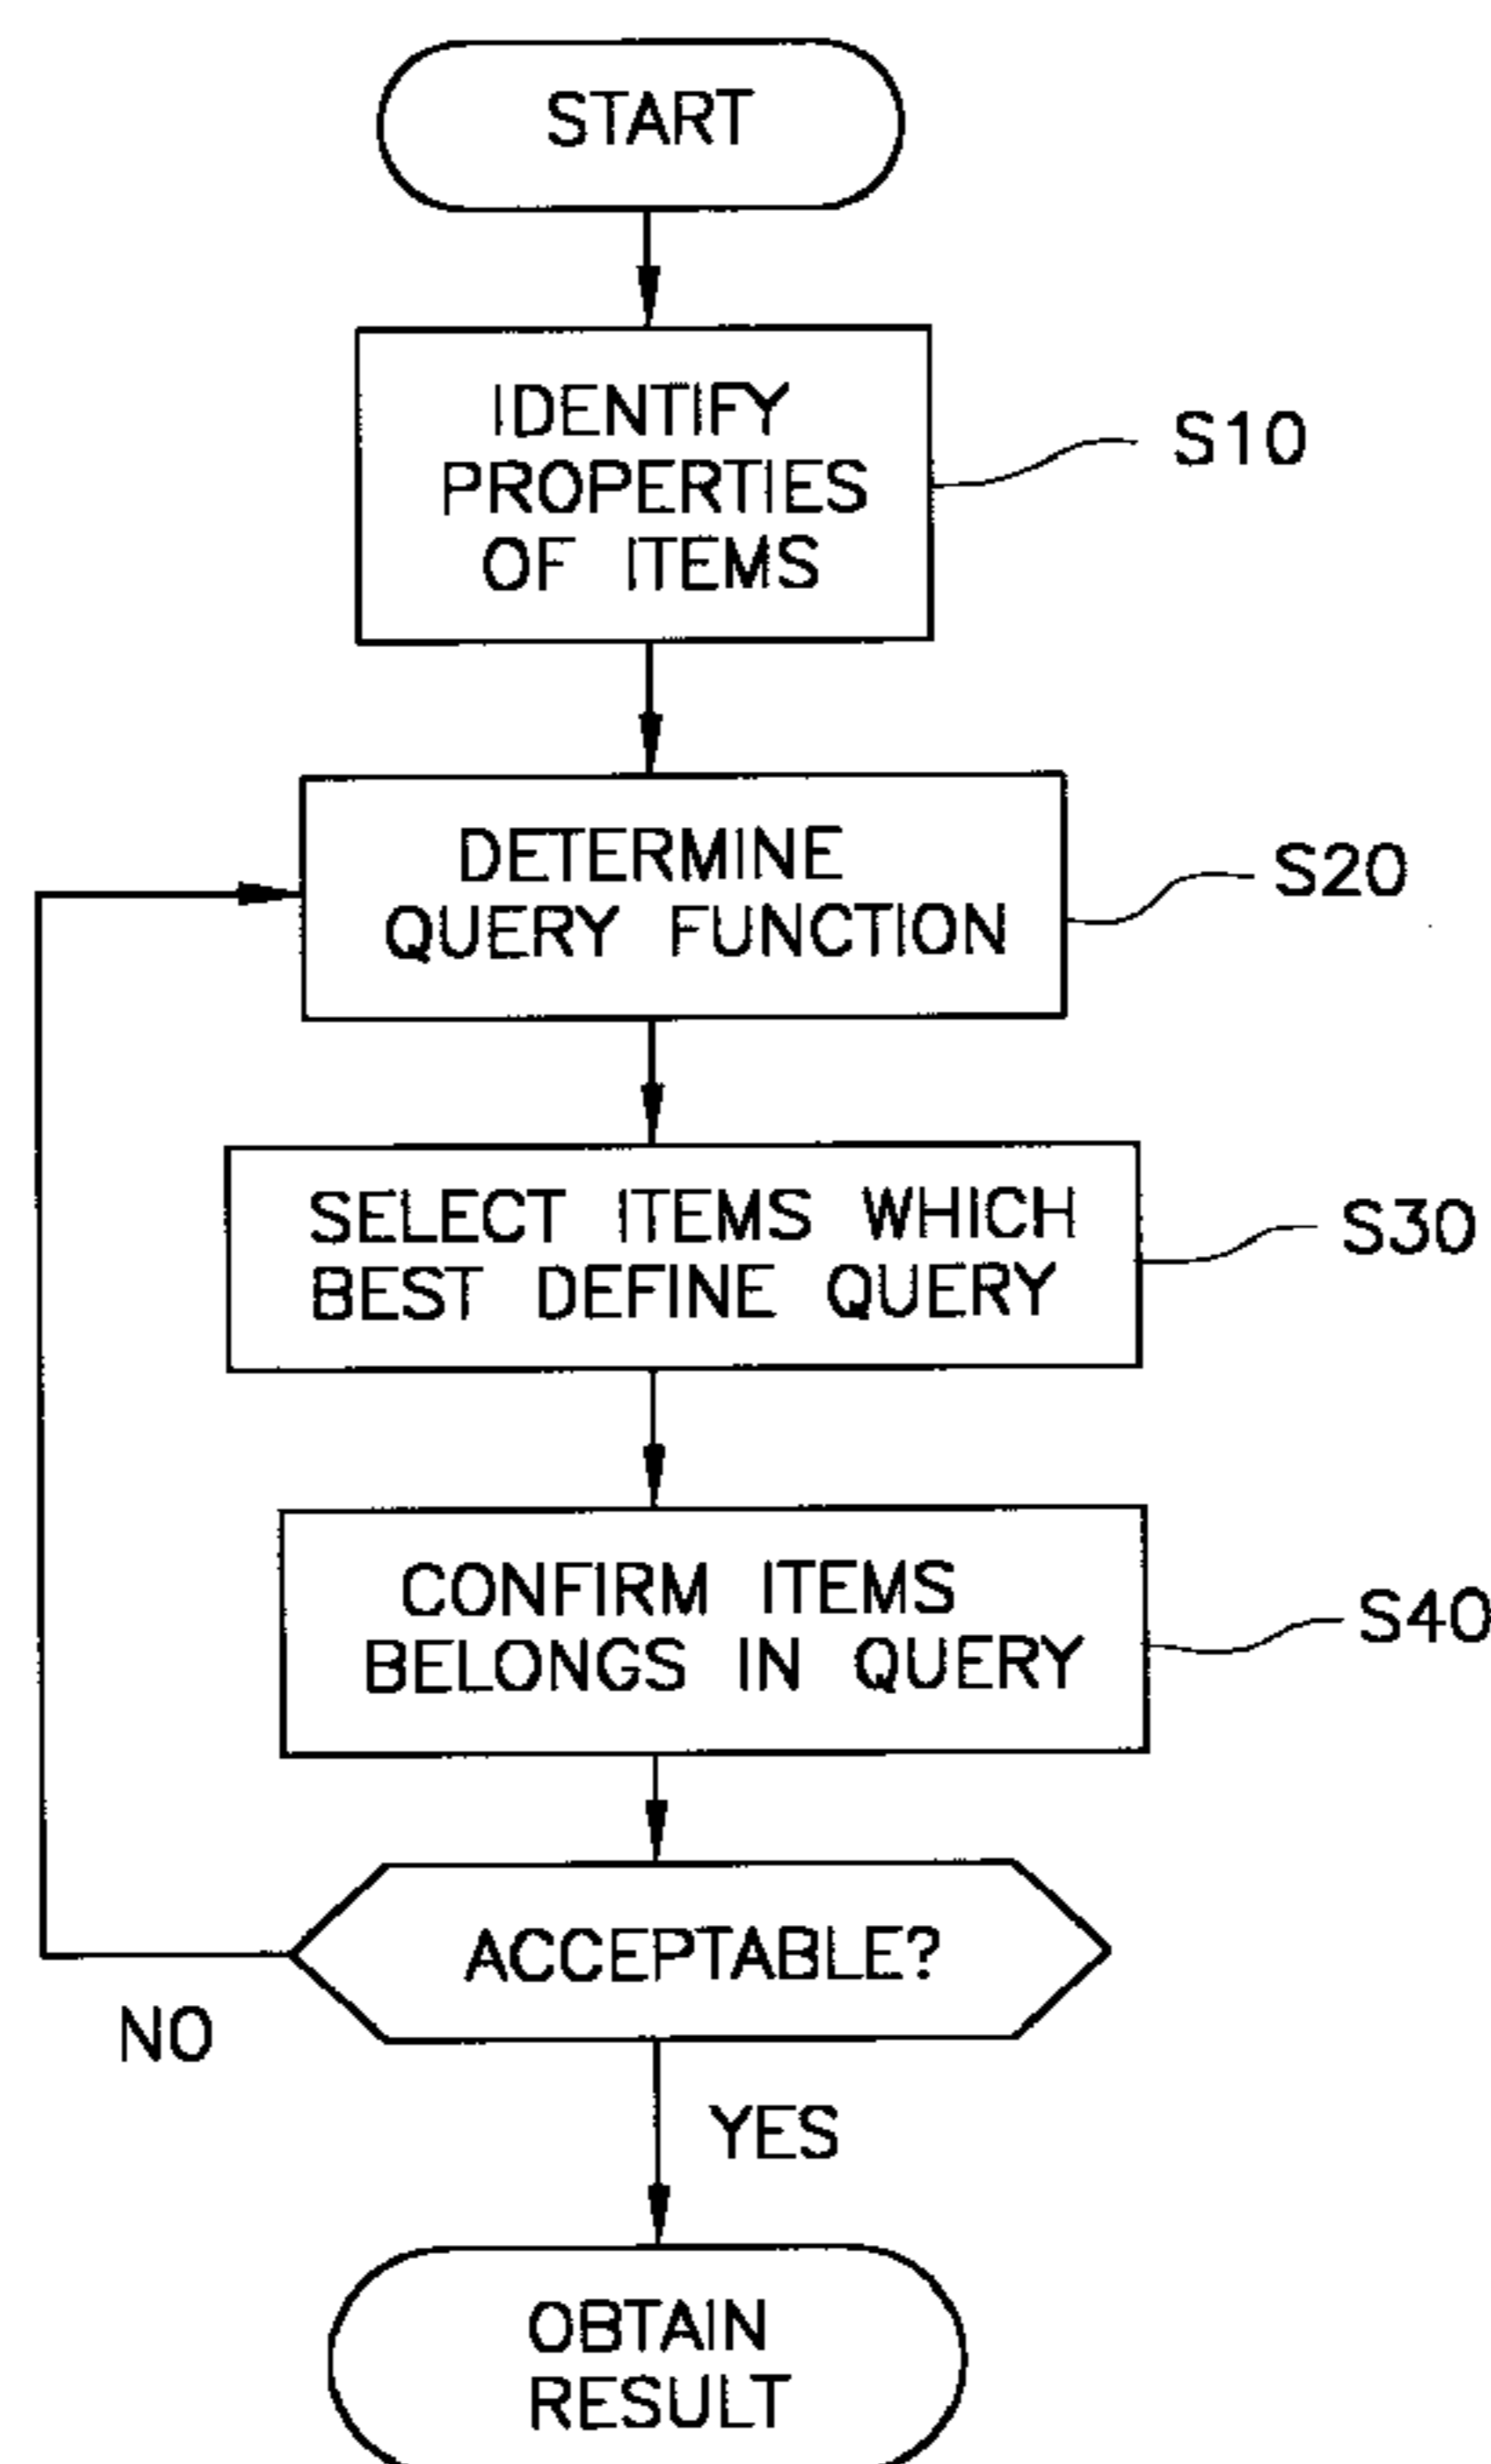 START
IDENTIFY
PROPERTIES
OF ITEMS
S10
DETERMINE
QUERY FUNCTION
S20
SELECT ITEMS WHICH
BEST DEFINE QUERY
S30
CONFIRM ITEMS
BELONGS IN QUERY
S40
ACCEPTABLE?
NO
YES
OBTAIN
RESULT